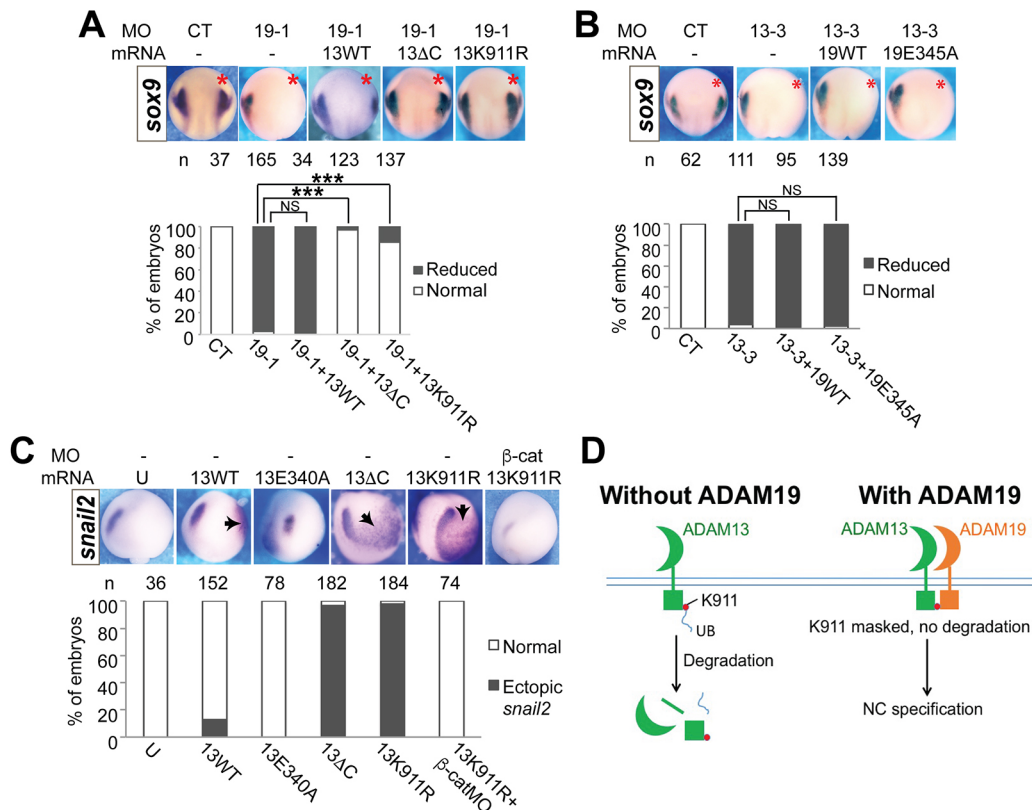 A
MO CT 19-1 19-1 19-1 19-1
mRNA - - 13WT 13ΔC 13K911R
sox9
* * * * *
n 37 165 34 123 137
***
***
NS
% of embryos
100
80
60
40
20
0
Reduced
Normal
CT
19-1
19-1+13WT
19-1+13ΔC
19-1+13K911R
B
MO CT 13-3 13-3 13-3
mRNA - - 19WT 19E345A
sox9
* * * *
n 62 111 95 139
NS
NS
% of embryos
100
80
60
40
20
0
Reduced
Normal
CT
13-3
13-3+19WT
13-3+19E345A
C
MO - - - - - β-cat
mRNA U 13WT 13E340A 13ΔC 13K911R 13K911R
snail2
n 36 152 78 182 184 74
% of embryos
100
80
60
40
20
0
Normal
Ectopic
snail2
U
13WT
13E340A
13ΔC
13K911R
13K911R+
β-catMO
D
Without ADAM19
ADAM13
K911
UB
Degradation
With ADAM19
ADAM13 ADAM19
K911 masked, no degradation
NC specification